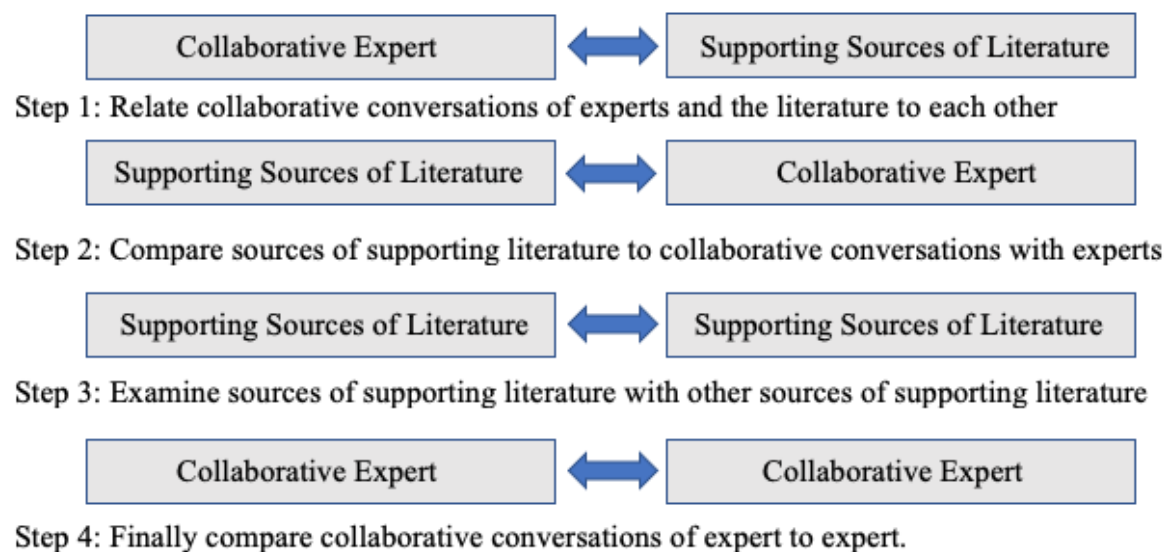 Collaborative Expert
Supporting Sources of Literature
Step 1: Relate collaborative conversations of experts and the literature to each other
Supporting Sources of Literature
Collaborative Expert
Step 2: Compare sources of supporting literature to collaborative conversations with experts
Supporting Sources of Literature
Supporting Sources of Literature
Step 3: Examine sources of supporting literature with other sources of supporting literature
Collaborative Expert
Collaborative Expert
Step 4: Finally compare collaborative conversations of expert to expert.